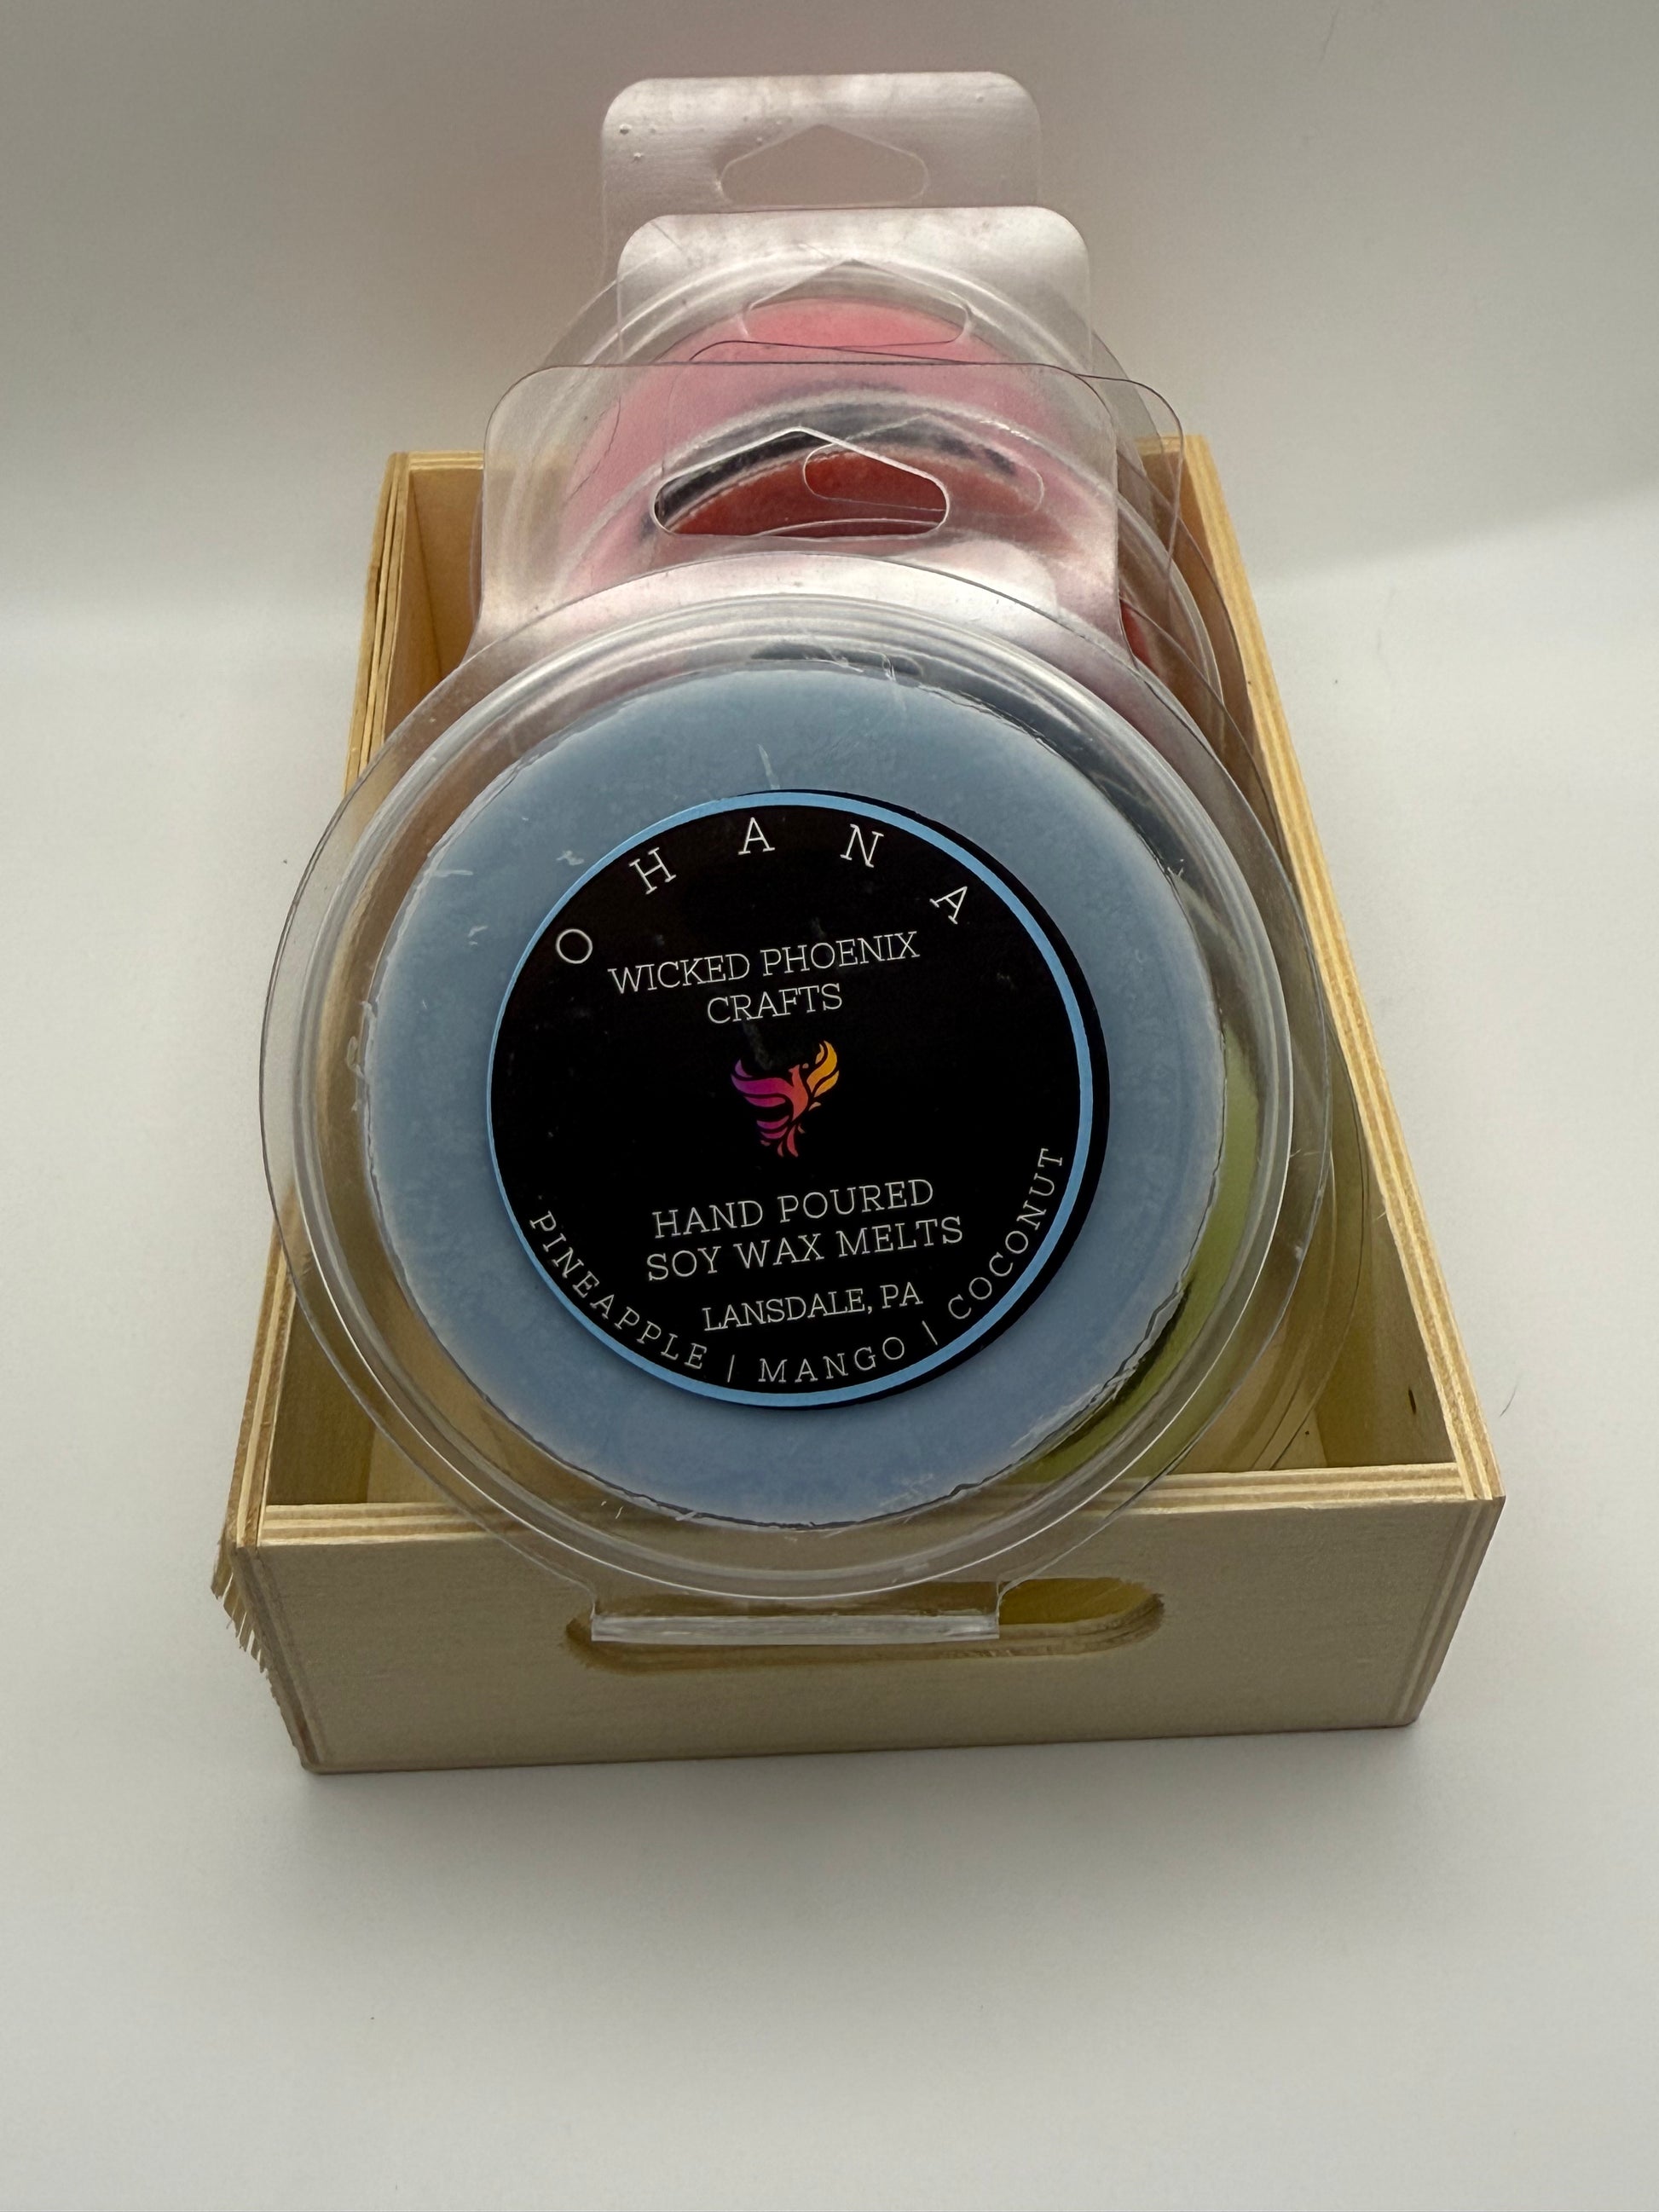 OHANA
WICKED PHOENIX
CRAFTS
HAND POURED
SOY WAX MELTS
LANSDALE, PA
PINEAPPLE | MANGO | COCONUT